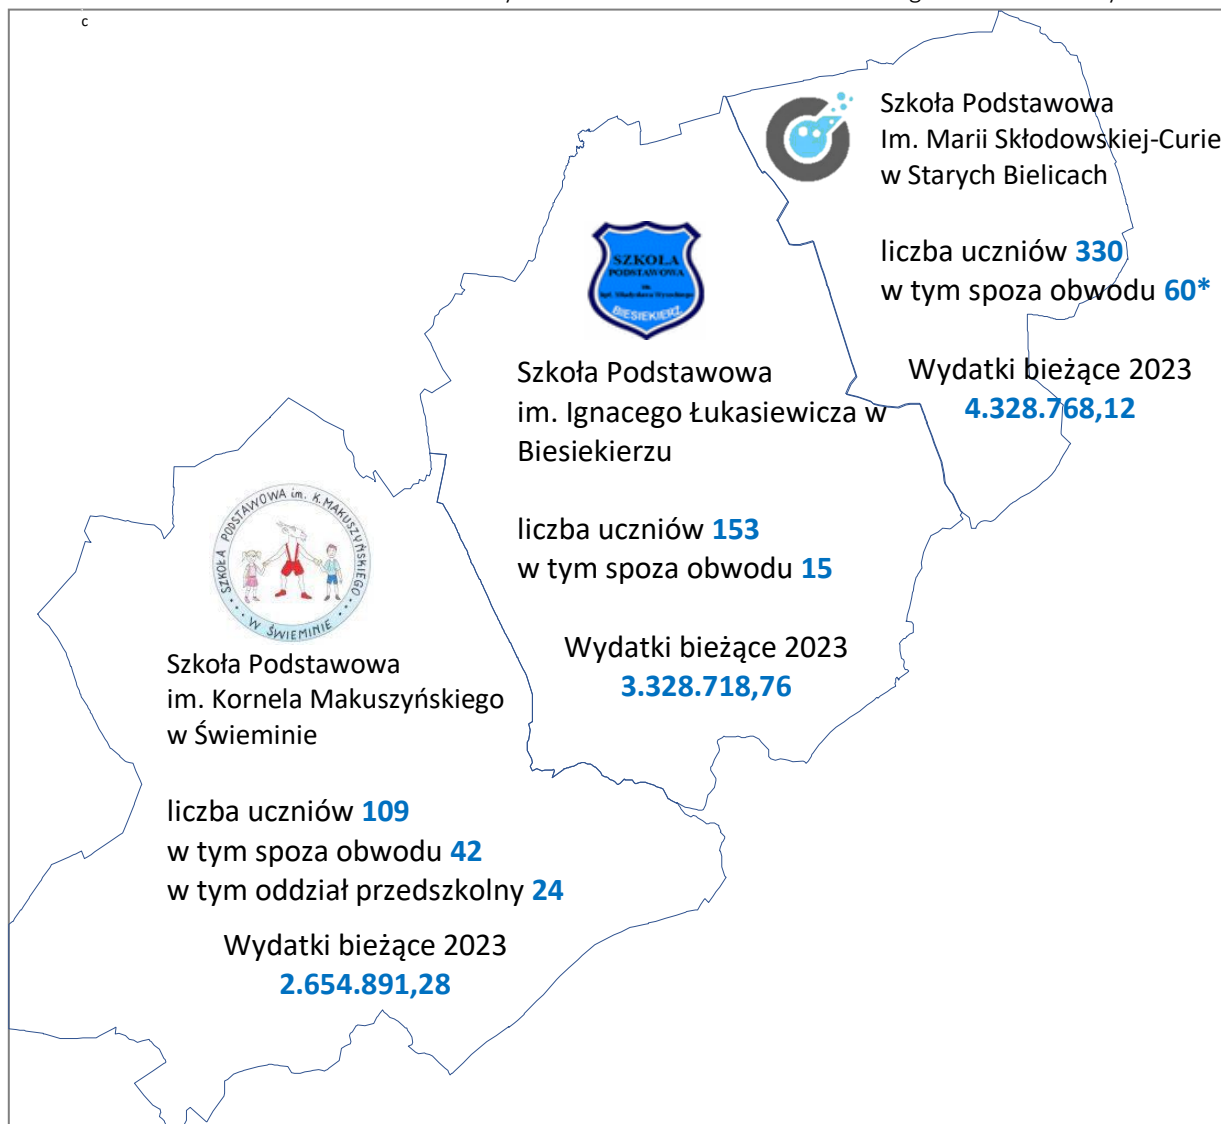 c
Szkoła Podstawowa
Im. Marii Skłodowskiej-Curie
w Starych Bielicach
liczba uczniów 330
w tym spoza obwodu 60*
Wydatki bieżące 2023
4.328.768,12
SZKOŁA
PODSTAWOWA
BIESIEKIERZ
Szkoła Podstawowa
im. Ignacego Łukasiewicza w
Biesiekierzu
liczba uczniów 153
w tym spoza obwodu 15
Wydatki bieżące 2023
3.328.718,76
SZKOŁA PODSTAWOWA im. K. MAKUSZYŃSKIEGO
W ŚWIEMINIE
Szkoła Podstawowa
im. Kornela Makuszyńskiego
w Świeminie
liczba uczniów 109
w tym spoza obwodu 42
w tym oddział przedszkolny 24
Wydatki bieżące 2023
2.654.891,28